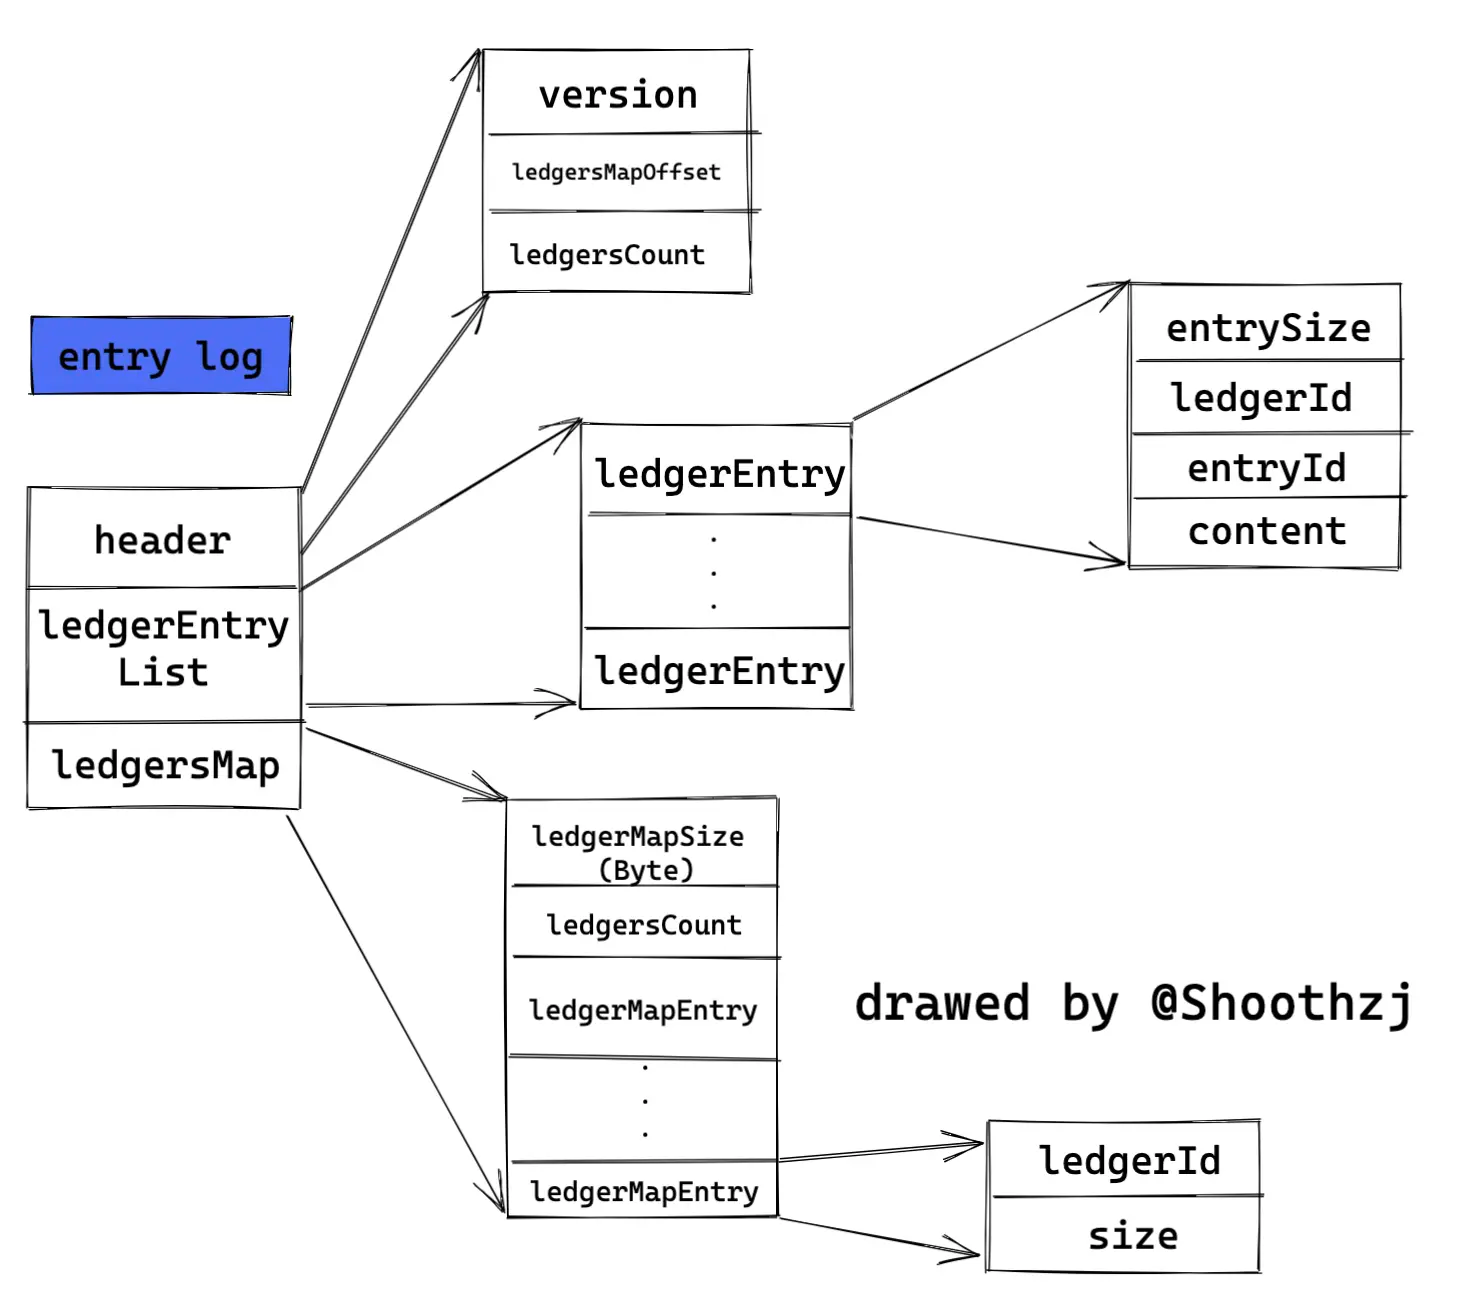 version
ledgersMapOffset
ledgersCount
entry log
header
ledgerEntry
List
ledgersMap
ledgerEntry
ledgerEntry
entrySize
ledgerId
entryId
content
ledgerMapSize
(Byte)
ledgersCount
ledgerMapEntry
ledgerMapEntry
drawed by @Shoothzj
ledgerId
size